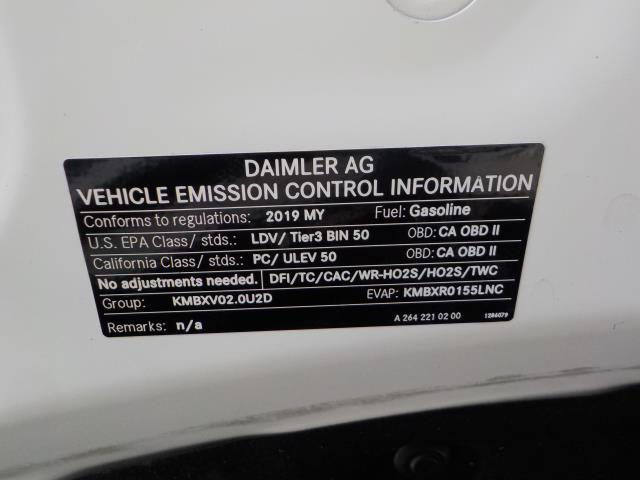 DAIMLER AG
VEHICLE EMISSION CONTROL INFORMATION
Conforms to regulations: 2019 MY Fuel: Gasoline
U.S. EPA Class/ stds.: LDV/ Tier3 BIN 50 OBD: CA OBD II
California Class/ stds.: PC/ ULEV 50 OBD: CA OBD II
No adjustments needed. DFI/TC/CAC/WR-HO2S/HO2S/TWC
Group: KMBXV02.0U2D EVAP: KMBXR0155LNC
Remarks: n/a A 264 221 02 00 1284079